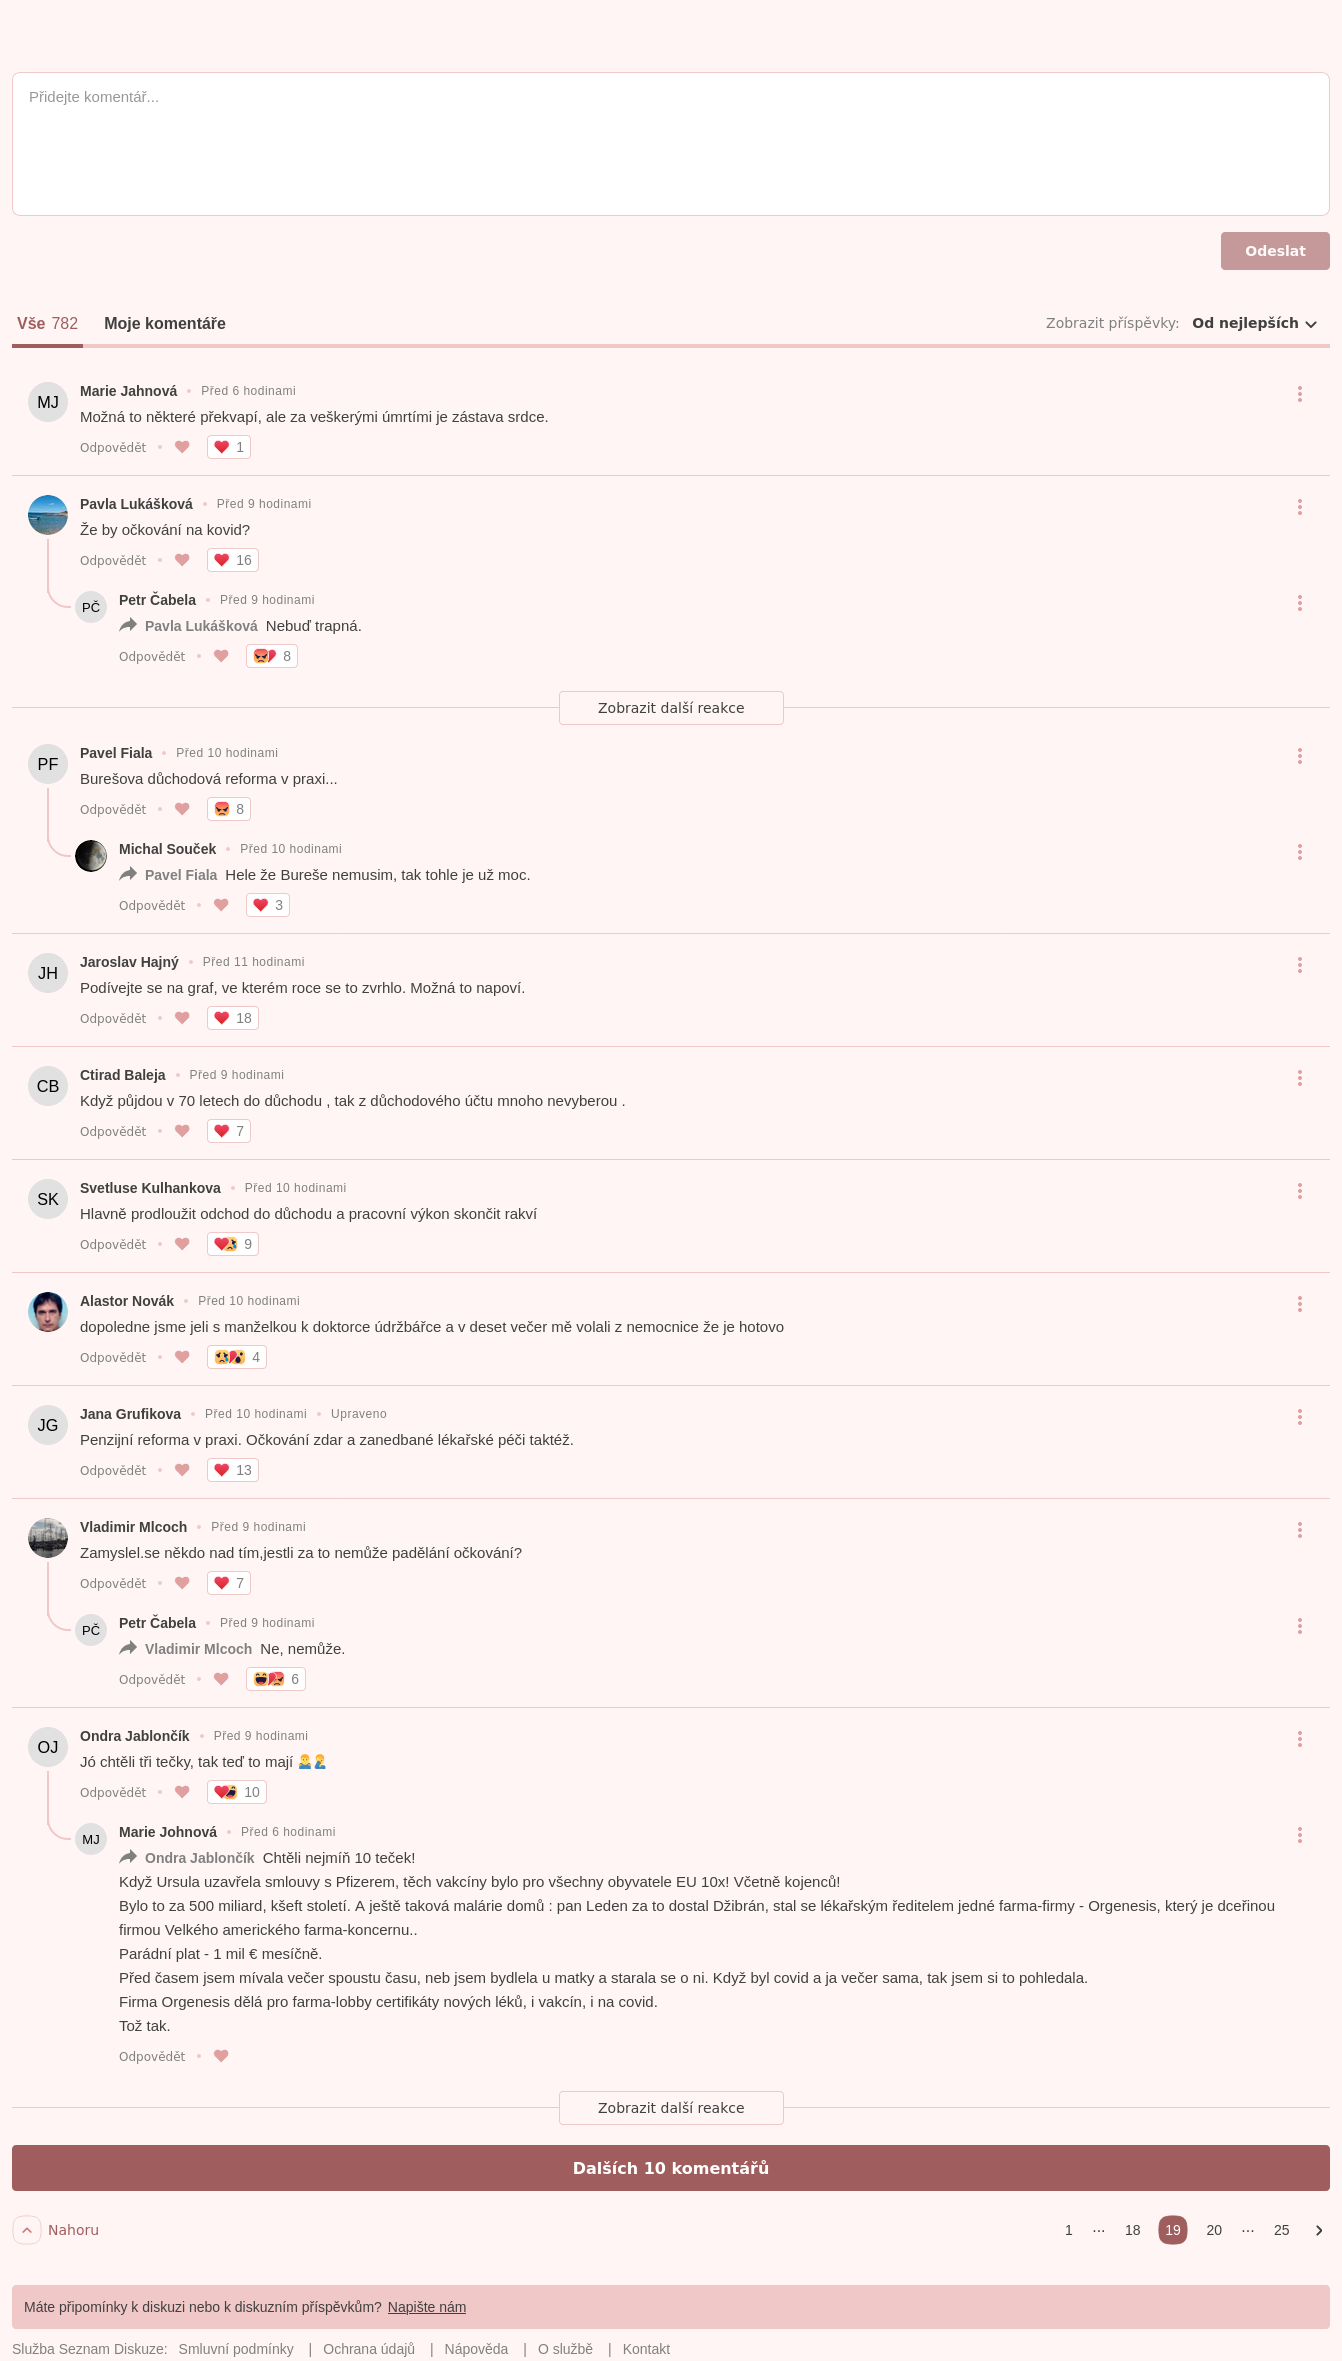 Přidejte komentář...
Odeslat
Vše 782 Moje komentáře Zobrazit příspěvky: Od nejlepších
MJ Marie Jahnová • Před 6 hodinami
Možná to některé překvapí, ale za veškerými úmrtími je zástava srdce.
Odpovědět • 1
Pavla Lukášková • Před 9 hodinami
Že by očkování na kovid?
Odpovědět • 16
PČ Petr Čabela • Před 9 hodinami
Pavla Lukášková Nebuď trapná.
Odpovědět • 8
Zobrazit další reakce
PF Pavel Fiala • Před 10 hodinami
Burešova důchodová reforma v praxi...
Odpovědět • 8
Michal Souček • Před 10 hodinami
Pavel Fiala Hele že Bureše nemusim, tak tohle je už moc.
Odpovědět • 3
JH Jaroslav Hajný • Před 11 hodinami
Podívejte se na graf, ve kterém roce se to zvrhlo. Možná to napoví.
Odpovědět • 18
CB Ctirad Baleja • Před 9 hodinami
Když půjdou v 70 letech do důchodu , tak z důchodového účtu mnoho nevyberou .
Odpovědět • 7
SK Svetluse Kulhankova • Před 10 hodinami
Hlavně prodloužit odchod do důchodu a pracovní výkon skončit rakví
Odpovědět • 9
Alastor Novák • Před 10 hodinami
dopoledne jsme jeli s manželkou k doktorce údržbářce a v deset večer mě volali z nemocnice že je hotovo
Odpovědět • 4
JG Jana Grufikova • Před 10 hodinami • Upraveno
Penzijní reforma v praxi. Očkování zdar a zanedbané lékařské péči taktéž.
Odpovědět • 13
Vladimir Mlcoch • Před 9 hodinami
Zamyslel.se někdo nad tím,jestli za to nemůže padělání očkování?
Odpovědět • 7
PČ Petr Čabela • Před 9 hodinami
Vladimir Mlcoch Ne, nemůže.
Odpovědět • 6
OJ Ondra Jablončík • Před 9 hodinami
Jó chtěli tři tečky, tak teď to mají
Odpovědět • 10
MJ Marie Johnová • Před 6 hodinami
Ondra Jablončík Chtěli nejmíň 10 teček!
Když Ursula uzavřela smlouvy s Pfizerem, těch vakcíny bylo pro všechny obyvatele EU 10x! Včetně kojenců!
Bylo to za 500 miliard, kšeft století. A ještě taková malárie domů : pan Leden za to dostal Džibrán, stal se lékařským ředitelem jedné farma-firmy - Orgenesis, který je dceřinou
firmou Velkého amerického farma-koncernu..
Parádní plat - 1 mil € mesíčně.
Před časem jsem mívala večer spoustu času, neb jsem bydlela u matky a starala se o ni. Když byl covid a ja večer sama, tak jsem si to pohledala.
Firma Orgenesis dělá pro farma-lobby certifikáty nových léků, i vakcín, i na covid.
Tož tak.
Odpovědět •
Zobrazit další reakce
Dalších 10 komentářů
Nahoru 1 ··· 18 19 20 ··· 25
Máte připomínky k diskuzi nebo k diskuzním příspěvkům? Napište nám
Služba Seznam Diskuze: Smluvní podmínky | Ochrana údajů | Nápověda | O službě | Kontakt